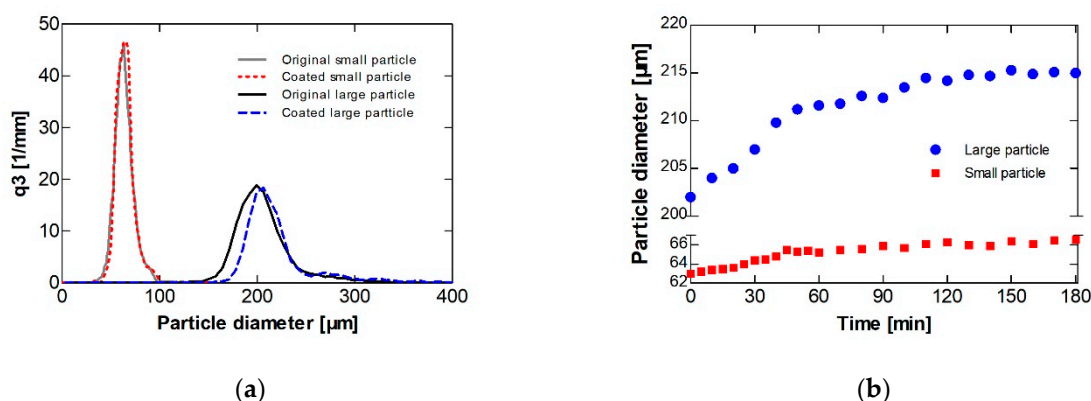 50
40
30
20
10
0
0 100 200 300 400
q3 [1/mm]
Particle diameter [µm]
Original small particle
Coated small particle
Original large particle
Coated large partticle
(a)
220
215
210
205
200
66
64
62
0 30 60 90 120 150 180
Particle diameter [µm]
Time [min]
Large particle
Small particle
(b)